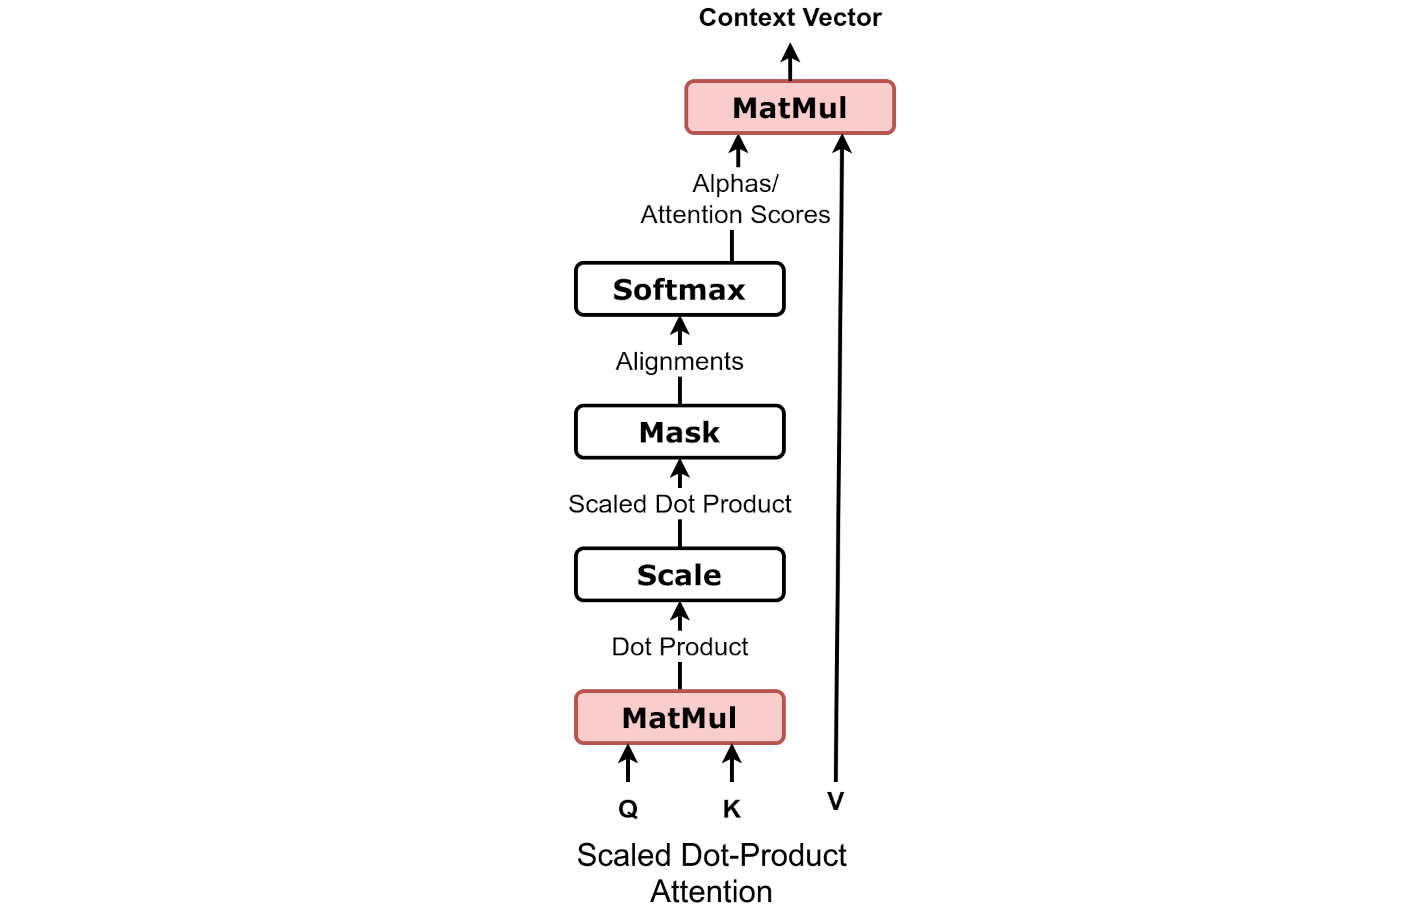 Context Vector
MatMul
Alphas/
Attention Scores
Softmax
Alignments
Mask
Scaled Dot Product
Scale
Dot Product
MatMul
Q K V
Scaled Dot-Product
Attention